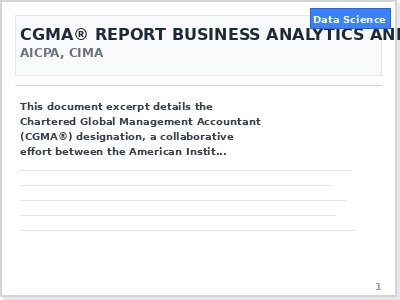 Data Science
CGMA® REPORT BUSINESS ANALYTICS AN
AICPA, CIMA
This document excerpt details the
Chartered Global Management Accountant
(CGMA®) designation, a collaborative
effort between the American Instit...
1